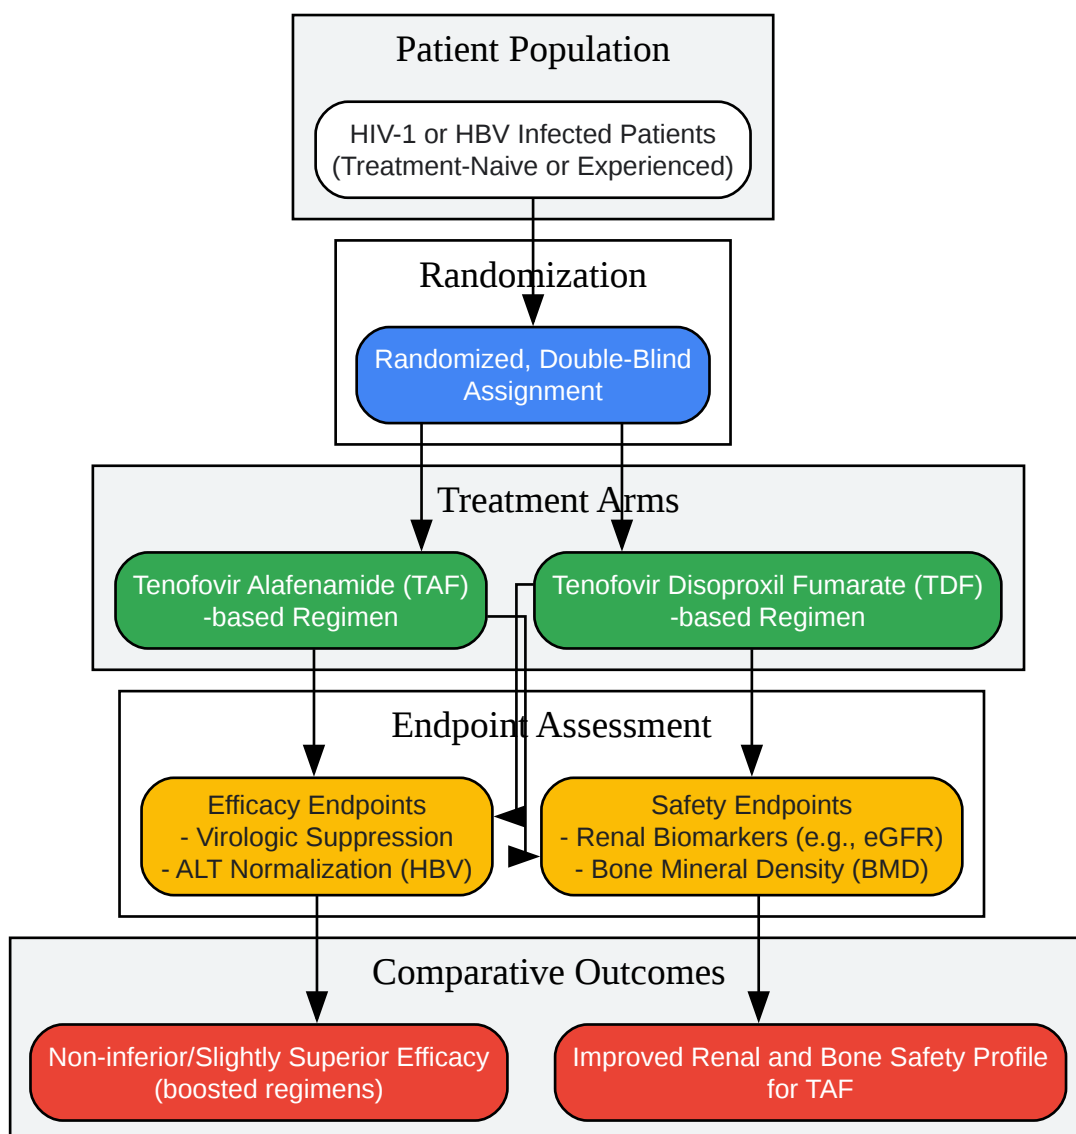 Patient Population
HIV-1 or HBV Infected Patients
(Treatment-Naive or Experienced)
Randomization
Randomized, Double-Blind
Assignment
Treatment Arms
Tenofovir Alafenamide (TAF)
-based Regimen
Tenofovir Disoproxil Fumarate (TDF)
-based Regimen
Endpoint Assessment
Efficacy Endpoints
- Virologic Suppression
- ALT Normalization (HBV)
Safety Endpoints
- Renal Biomarkers (e.g., eGFR)
- Bone Mineral Density (BMD)
Comparative Outcomes
Non-inferior/Slightly Superior Efficacy
(boosted regimens)
Improved Renal and Bone Safety Profile
for TAF